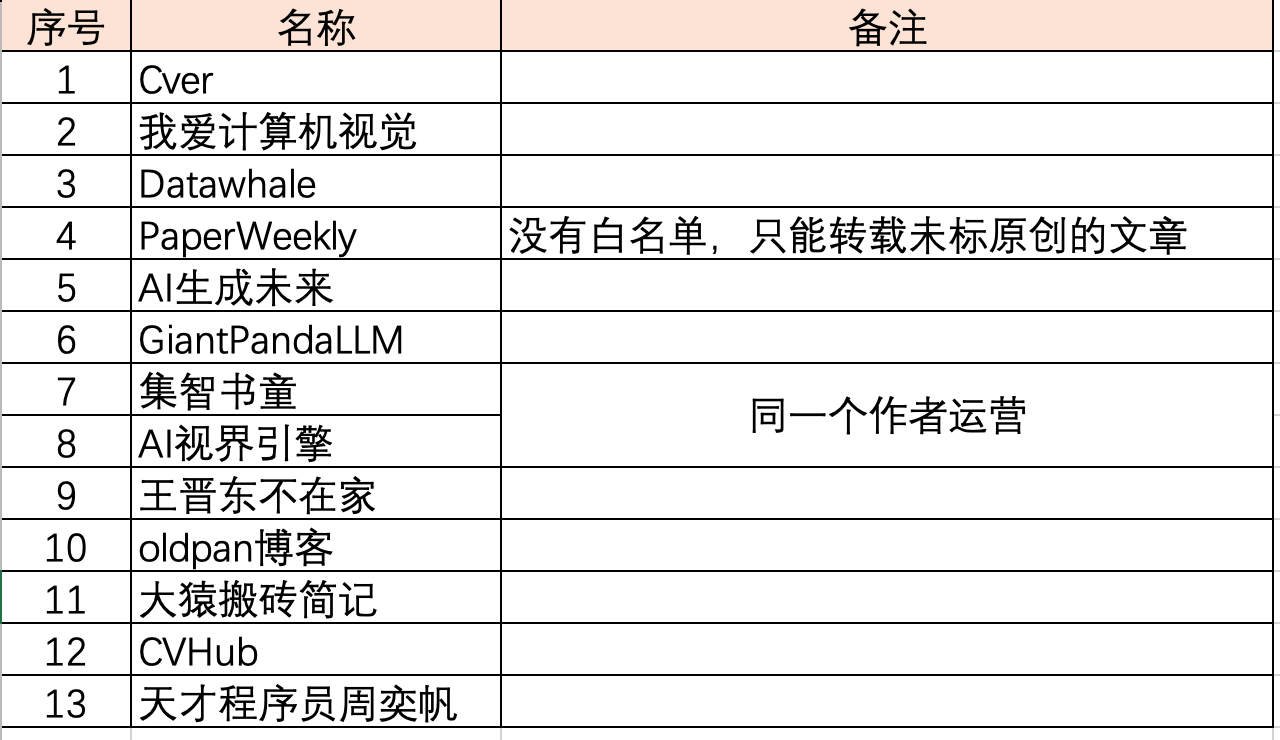 序号 名称 备注
1 Cver
2 我爱计算机视觉
3 Datawhale
4 PaperWeekly 没有白名单，只能转载未标原创的文章
5 AI生成未来
6 GiantPandaLLM
7 集智书童
同一个作者运营
8 AI视界引擎
9 王晋东不在家
10 oldpan博客
11 大猿搬砖简记
12 CVHub
13 天才程序员周奕帆